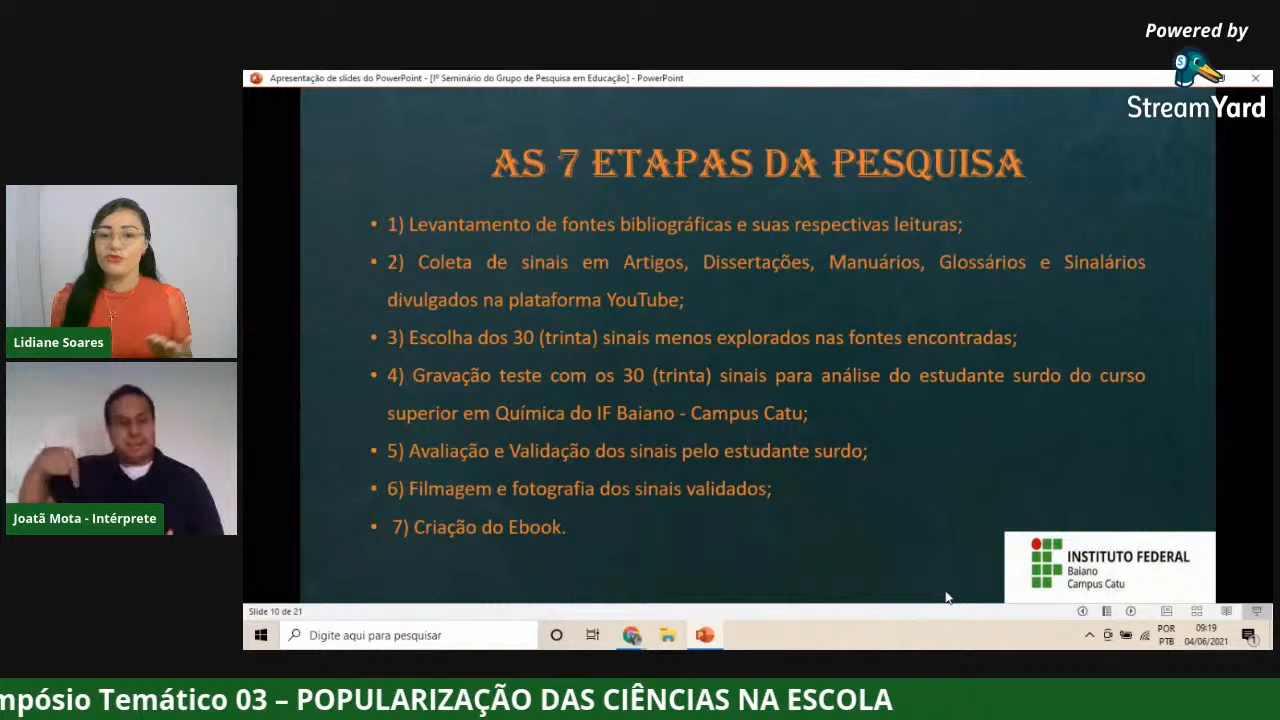 Powered by
StreamYard
Apresentação de slides do PowerPoint - [Iº Seminário do Grupo de Pesquisa em Educação] - PowerPoint
AS 7 ETAPAS DA PESQUISA
• 1) Levantamento de fontes bibliográficas e suas respectivas leituras;
• 2) Coleta de sinais em Artigos, Dissertações, Manuários, Glossários e Sinalários
divulgados na plataforma YouTube;
• 3) Escolha dos 30 (trinta) sinais menos explorados nas fontes encontradas;
• 4) Gravação teste com os 30 (trinta) sinais para análise do estudante surdo do curso
superior em Química do IF Baiano - Campus Catu;
• 5) Avaliação e Validação dos sinais pelo estudante surdo;
• 6) Filmagem e fotografia dos sinais validados;
• 7) Criação do Ebook.
INSTITUTO FEDERAL
Baiano
Campus Catu
Lidiane Soares
Joatã Mota - Intérprete
Slide 10 de 21
Digite aqui para pesquisar
POR
PTB
09:19
04/06/2021
mpósio Temático 03 – POPULARIZAÇÃO DAS CIÊNCIAS NA ESCOLA